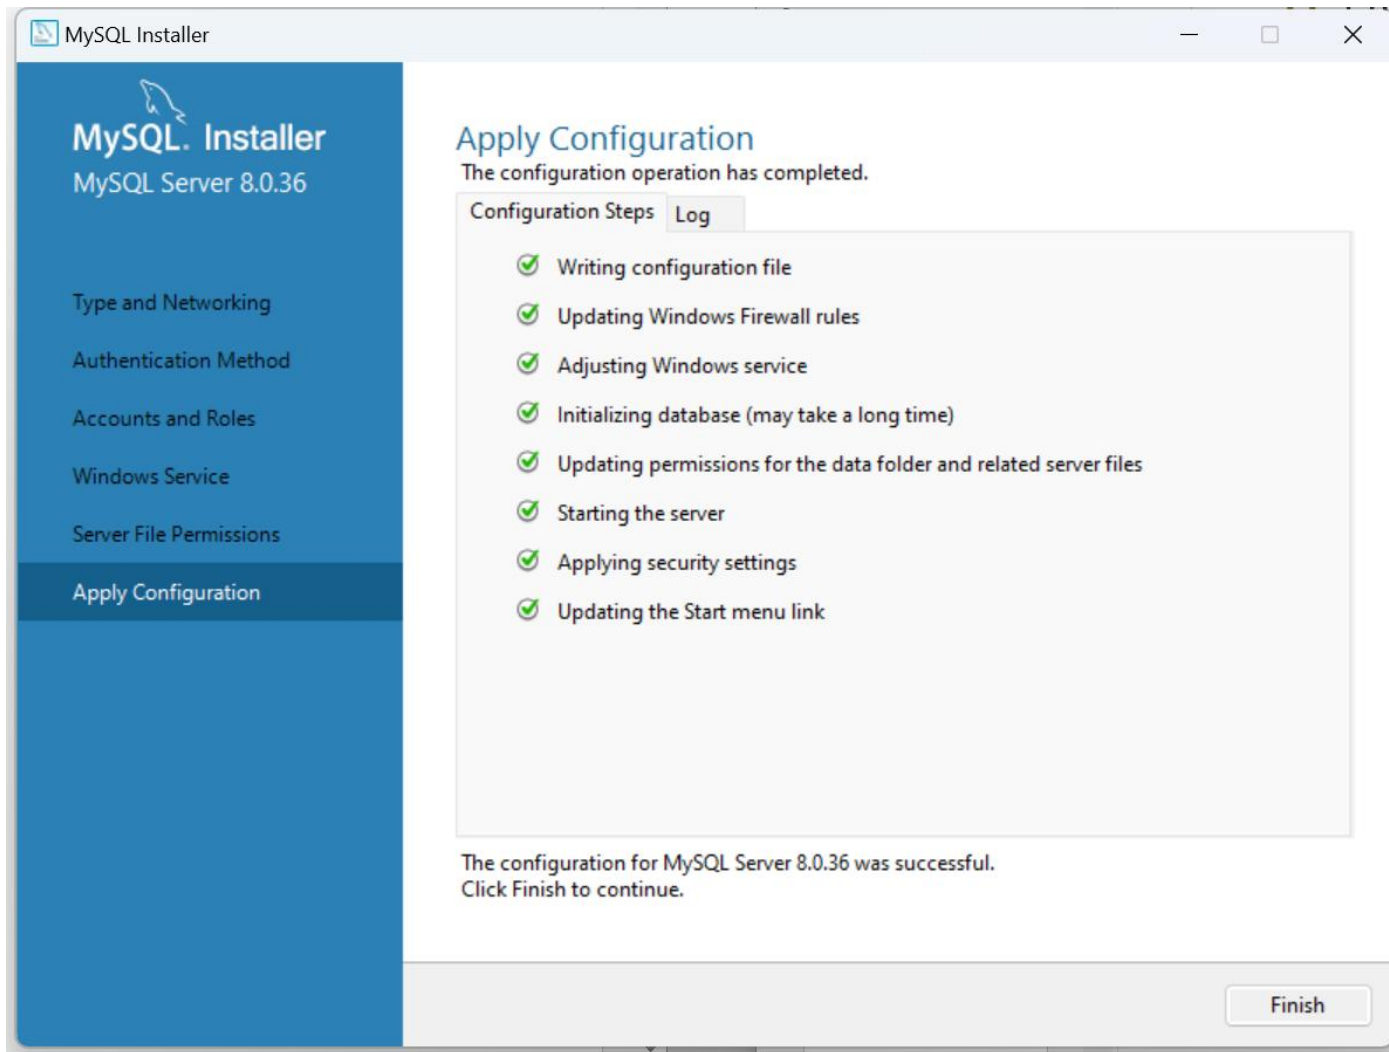 MySQL Installer
MySQL. Installer
MySQL Server 8.0.36
Type and Networking
Authentication Method
Accounts and Roles
Windows Service
Server File Permissions
Apply Configuration
Apply Configuration
The configuration operation has completed.
Configuration Steps Log
Writing configuration file
Updating Windows Firewall rules
Adjusting Windows service
Initializing database (may take a long time)
Updating permissions for the data folder and related server files
Starting the server
Applying security settings
Updating the Start menu link
The configuration for MySQL Server 8.0.36 was successful.
Click Finish to continue.
Finish